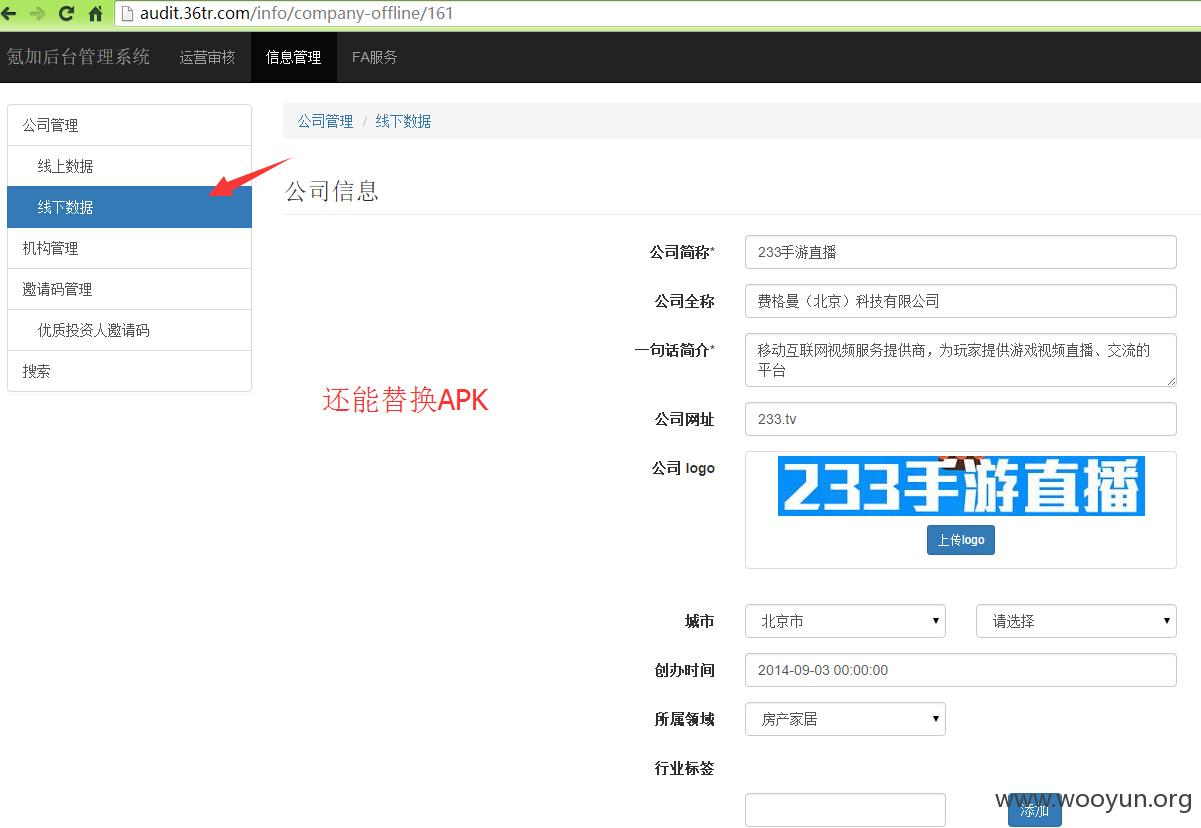 audit.36tr.com/info/company-offline/161
氪加后台管理系统 运营审核 信息管理 FA服务
公司管理
线上数据
线下数据
机构管理
邀请码管理
优质投资人邀请码
搜索
公司管理 / 线下数据
公司信息
还能替换APK
公司简称* 233手游直播
公司全称 费格曼（北京）科技有限公司
一句话简介* 移动互联网视频服务提供商，为玩家提供游戏视频直播、交流的
平台
公司网址 233.tv
公司 logo 233手游直播
上传logo
城市 北京市 请选择
创办时间 2014-09-03 00:00:00
所属领域 房产家居
行业标签
添加
www.wooyun.org